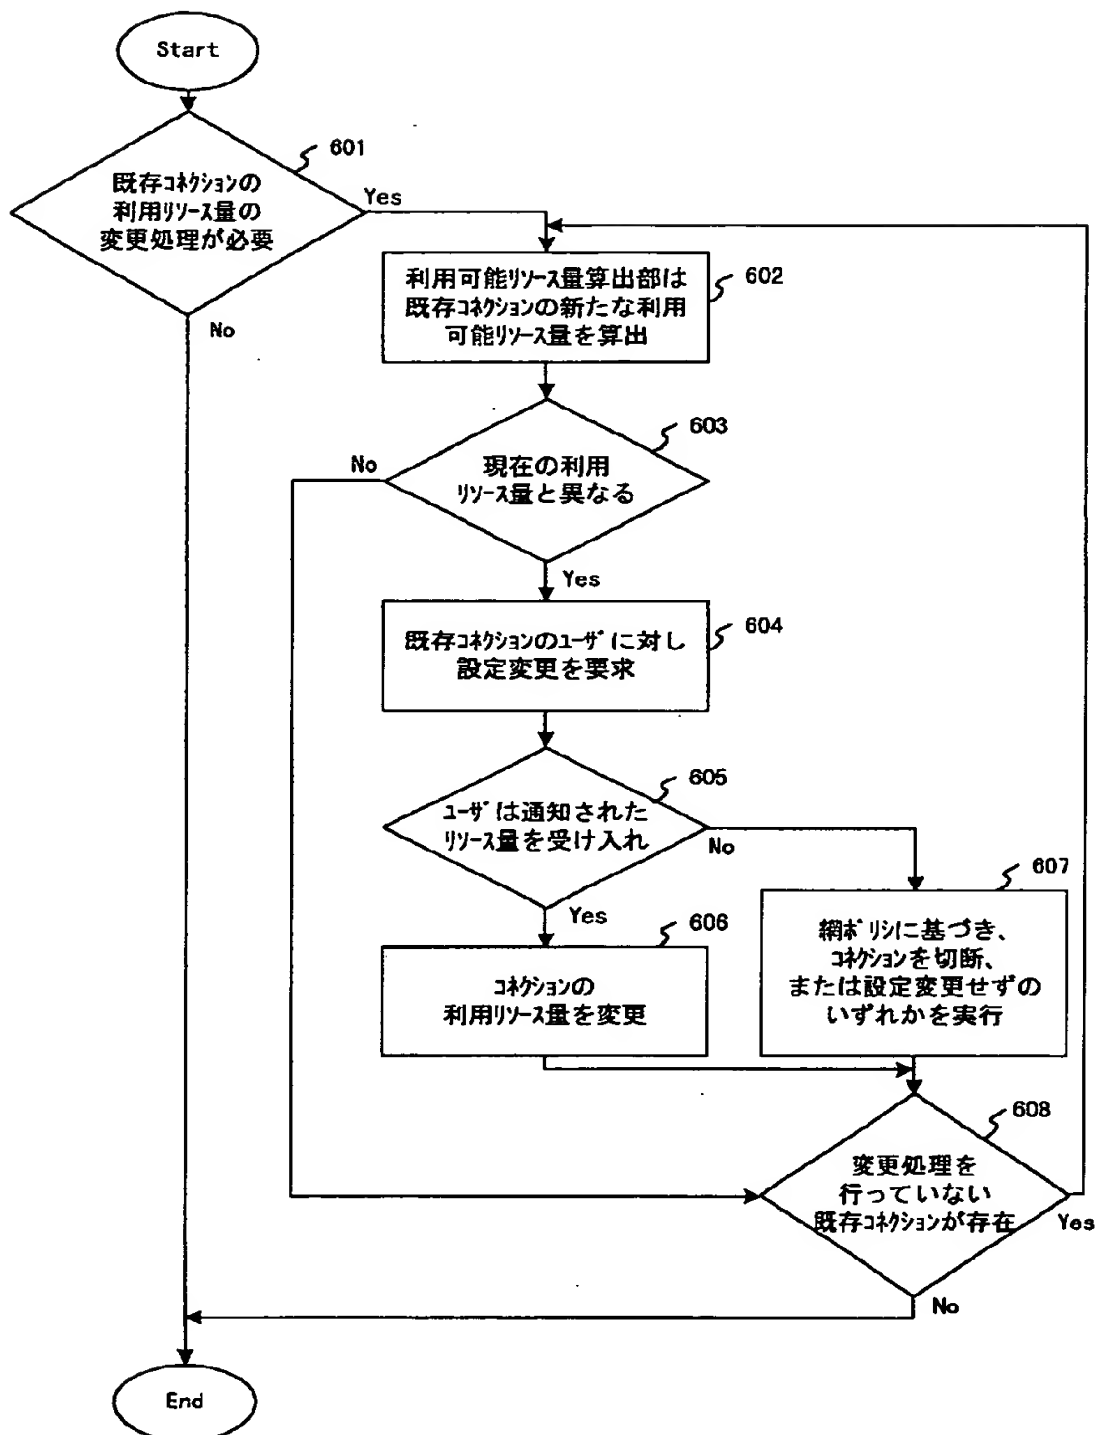 Start
601
既存コネクションの
利用リソース量の
変更処理が必要
Yes
No
602
利用可能リソース量算出部は
既存コネクションの新たな利用
可能リソース量を算出
603
No
現在の利用
リソース量と異なる
Yes
604
既存コネクションのユーザに対し
設定変更を要求
605
ユーザは通知された
リソース量を受け入れ
No
Yes
606
コネクションの
利用リソース量を変更
607
網ポリシに基づき、
コネクションを切断、
または設定変更せずの
いずれかを実行
608
変更処理を
行っていない
既存コネクションが存在
Yes
No
End